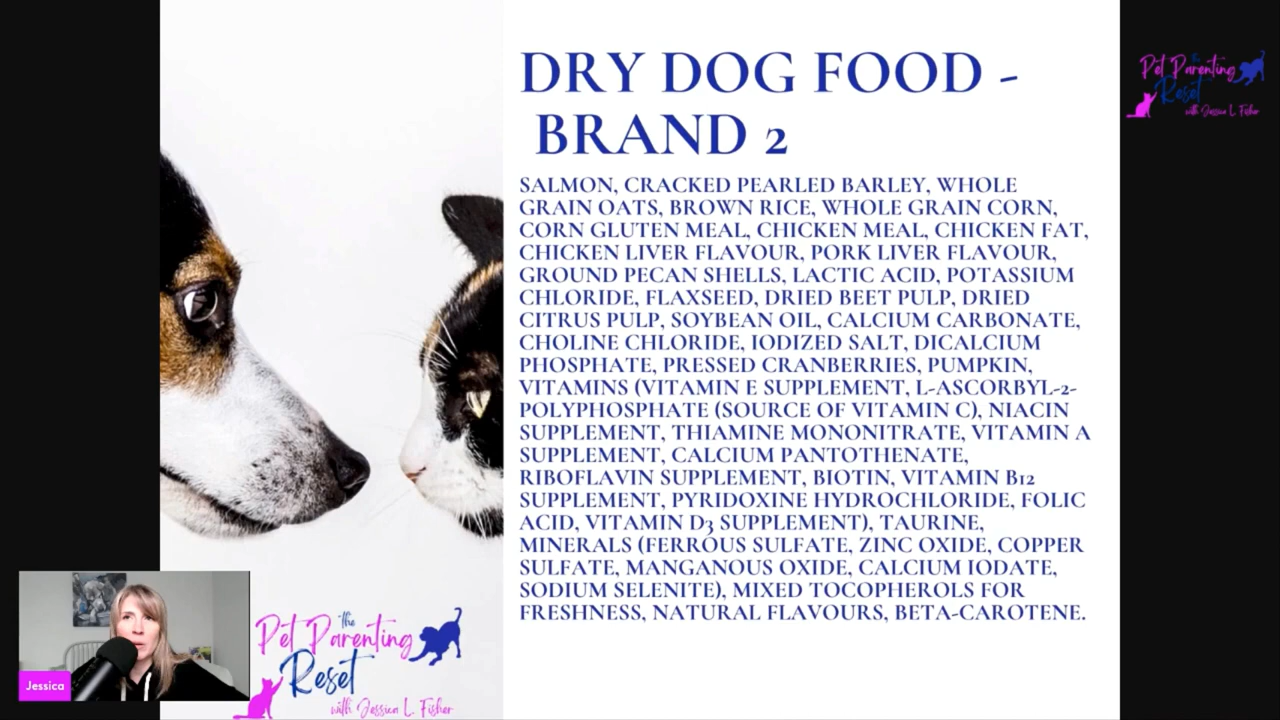 DRY DOG FOOD -
BRAND 2
SALMON, CRACKED PEARLED BARLEY, WHOLE
GRAIN OATS, BROWN RICE, WHOLE GRAIN CORN,
CORN GLUTEN MEAL, CHICKEN MEAL, CHICKEN FAT,
CHICKEN LIVER FLAVOUR, PORK LIVER FLAVOUR,
GROUND PECAN SHELLS, LACTIC ACID, POTASSIUM
CHLORIDE, FLAXSEED, DRIED BEET PULP, DRIED
CITRUS PULP, SOYBEAN OIL, CALCIUM CARBONATE,
CHOLINE CHLORIDE, IODIZED SALT, DICALCIUM
PHOSPHATE, PRESSED CRANBERRIES, PUMPKIN,
VITAMINS (VITAMIN E SUPPLEMENT, L-ASCORBYL-2-
POLYPHOSPHATE (SOURCE OF VITAMIN C), NIACIN
SUPPLEMENT, THIAMINE MONONITRATE, VITAMIN A
SUPPLEMENT, CALCIUM PANTOTHENATE,
RIBOFLAVIN SUPPLEMENT, BIOTIN, VITAMIN B12
SUPPLEMENT, PYRIDOXINE HYDROCHLORIDE, FOLIC
ACID, VITAMIN D3 SUPPLEMENT), TAURINE,
MINERALS (FERROUS SULFATE, ZINC OXIDE, COPPER
SULFATE, MANGANOUS OXIDE, CALCIUM IODATE,
SODIUM SELENITE), MIXED TOCOPHEROLS FOR
FRESHNESS, NATURAL FLAVOURS, BETA-CAROTENE.
the
Pet Parenting
Reset
with Jessica L. Fisher
Jessica
the
Pet Parenting
Reset
with Jessica L. Fisher